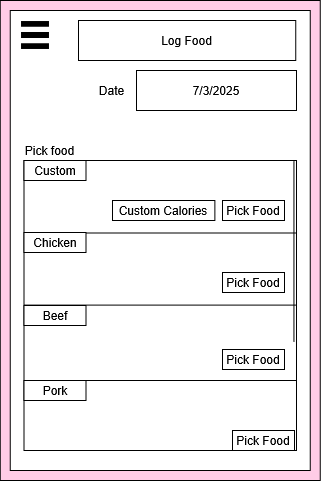 Log Food
Date 7/3/2025
Pick food
Custom
Custom Calories Pick Food
Chicken
Pick Food
Beef
Pick Food
Pork
Pick Food